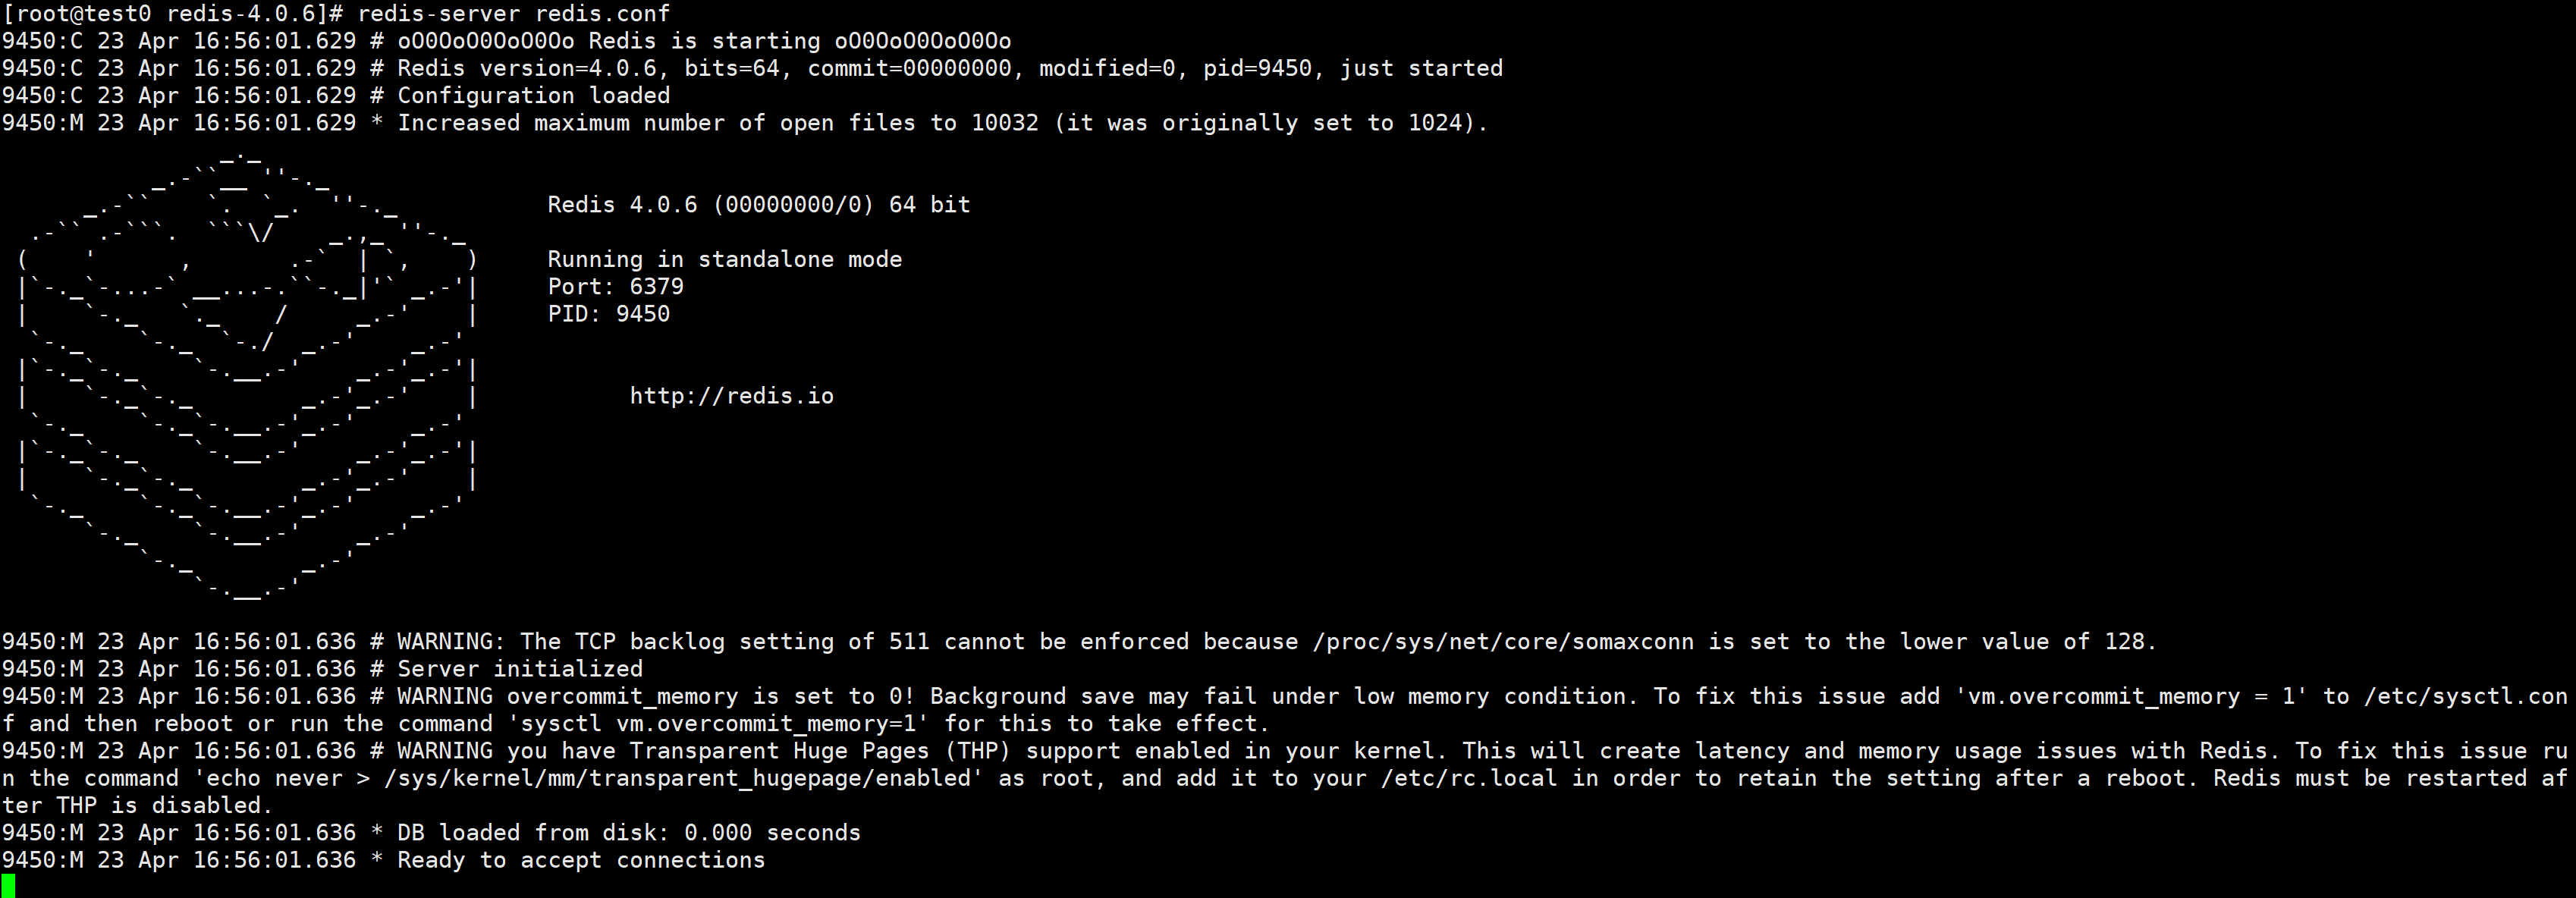 [root@test0 redis-4.0.6]# redis-server redis.conf
9450:C 23 Apr 16:56:01.629 # oO0OoO0OoO0Oo Redis is starting oO0OoO0OoO0Oo
9450:C 23 Apr 16:56:01.629 # Redis version=4.0.6, bits=64, commit=00000000, modified=0, pid=9450, just started
9450:C 23 Apr 16:56:01.629 # Configuration loaded
9450:M 23 Apr 16:56:01.629 * Increased maximum number of open files to 10032 (it was originally set to 1024).
Redis 4.0.6 (00000000/0) 64 bit
Running in standalone mode
Port: 6379
PID: 9450
http://redis.io
9450:M 23 Apr 16:56:01.636 # WARNING: The TCP backlog setting of 511 cannot be enforced because /proc/sys/net/core/somaxconn is set to the lower value of 128.
9450:M 23 Apr 16:56:01.636 # Server initialized
9450:M 23 Apr 16:56:01.636 # WARNING overcommit_memory is set to 0! Background save may fail under low memory condition. To fix this issue add 'vm.overcommit_memory = 1' to /etc/sysctl.con
f and then reboot or run the command 'sysctl vm.overcommit_memory=1' for this to take effect.
9450:M 23 Apr 16:56:01.636 # WARNING you have Transparent Huge Pages (THP) support enabled in your kernel. This will create latency and memory usage issues with Redis. To fix this issue ru
n the command 'echo never > /sys/kernel/mm/transparent_hugepage/enabled' as root, and add it to your /etc/rc.local in order to retain the setting after a reboot. Redis must be restarted af
ter THP is disabled.
9450:M 23 Apr 16:56:01.636 * DB loaded from disk: 0.000 seconds
9450:M 23 Apr 16:56:01.636 * Ready to accept connections